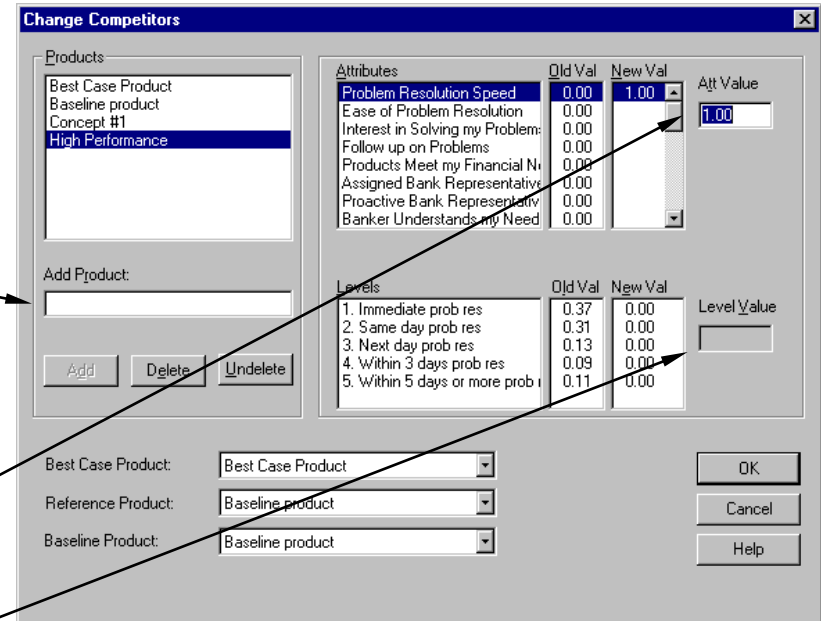 Change Competitors
Products
Best Case Product
Baseline product
Concept #1
High Performance
Add Product:
Add Delete Undelete
Attributes Old Val New Val
Problem Resolution Speed 0.00 1.00
Ease of Problem Resolution 0.00
Interest in Solving my Problem: 0.00
Follow up on Problems 0.00
Products Meet my Financial N 0.00
Assigned Bank Representative 0.00
Proactive Bank Representativ 0.00
Banker Understands my Need 0.00
Att Value
1.00
Levels Old Val New Val
1. Immediate prob res 0.37 0.00
2. Same day prob res 0.31 0.00
3. Next day prob res 0.13 0.00
4. Within 3 days prob res 0.09 0.00
5. Within 5 days or more prob 0.11 0.00
Level Value
Best Case Product: Best Case Product
Reference Product: Baseline product
Baseline Product: Baseline product
OK
Cancel
Help